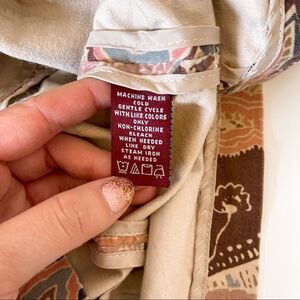 MACHINE WASH
COLD
GENTLE CYCLE
WITH LIKE COLORS
ONLY
NON-CHLORINE
BLEACH
WHEN NEEDED
LINE DRY
STEAM IRON
AS NEEDED